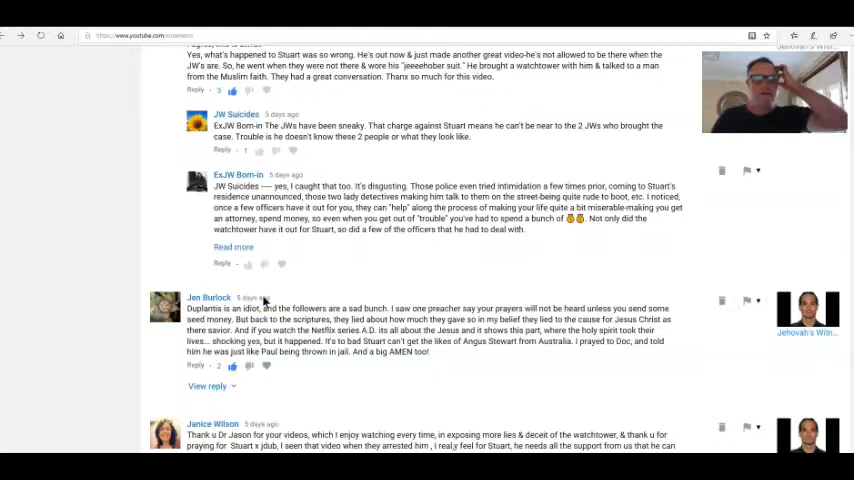 https://www.youtube.com/comments
Yes, what's happened to Stuart was so wrong. He's out now & just made another great video-he's not allowed to be there when the
JW's are. So, he went when they were not there & wore his "jeeeehober suit." He brought a watchtower with him & talked to a man
from the Muslim faith. They had a great conversation. Thanx so much for this video.
Reply · 3
JW Suicides 5 days ago
ExJW Born-in The JWs have been sneaky. That charge against Stuart means he can't be near to the 2 JWs who brought the
case. Trouble is he doesn't know these 2 people or what they look like.
Reply · 1
ExJW Born-in 5 days ago
JW Suicides ---- yes, I caught that too. It's disgusting. Those police even tried intimidation a few times prior, coming to Stuart's
residence unannounced, those two lady detectives making him talk to them on the street-being quite rude to boot, etc. I noticed,
once a few officers have it out for you, they can "help" along the process of making your life quite a bit miserable-making you get
an attorney, spend money, so even when you get out of "trouble" you've had to spend a bunch of 💰💰. Not only did the
watchtower have it out for Stuart, so did a few of the officers that he had to deal with.
Read more
Reply
Jen Burlock 5 days ago
Duplantis is an idiot, and the followers are a sad bunch. I saw one preacher say your prayers will not be heard unless you send some
seed money. But back to the scriptures, they lied about how much they gave so in my belief they lied to the cause for Jesus Christ as
there savior. And if you watch the Netflix series A.D. its all about the Jesus and it shows this part, where the holy spirit took their
lives... shocking yes, but it happened. It's to bad Stuart can't get the likes of Angus Stewart from Australia. I prayed to Doc, and told
him he was just like Paul being thrown in jail. And a big AMEN too!
Jehovah's Witn...
Reply · 2
View reply
Janice Wilson 5 days ago
Thank u Dr Jason for your videos, which I enjoy watching every time, in exposing more lies & deceit of the watchtower, & thank u for
praying for Stuart x jdub, I seen that video when they arrested him , I real,y feel for Stuart, he needs all the support from us that he can